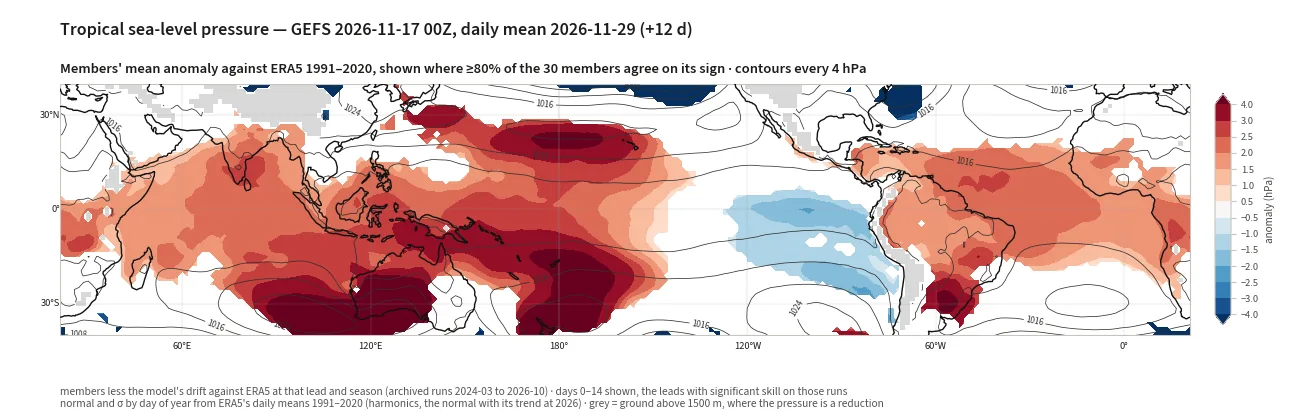 Tropical sea-level pressure — GEFS 2026-11-17 00Z, daily mean 2026-11-29 (+12 d)
Members' mean anomaly against ERA5 1991–2020, shown where ≥80% of the 30 members agree on its sign · contours every 4 hPa
30°N
0°
30°S
1016
1024
1016
1016
1016
1016
1016
1016
1024
1016
1008
60°E
120°E
180°
120°W
60°W
0°
4.0
3.0
2.5
2.0
1.5
1.0
0.5
−0.5
−1.0
−1.5
−2.0
−2.5
−3.0
−4.0
anomaly (hPa)
members less the model's drift against ERA5 at that lead and season (archived runs 2024-03 to 2026-10) · days 0–14 shown, the leads with significant skill on those runs
normal and σ by day of year from ERA5's daily means 1991–2020 (harmonics, the normal with its trend at 2026) · grey = ground above 1500 m, where the pressure is a reduction